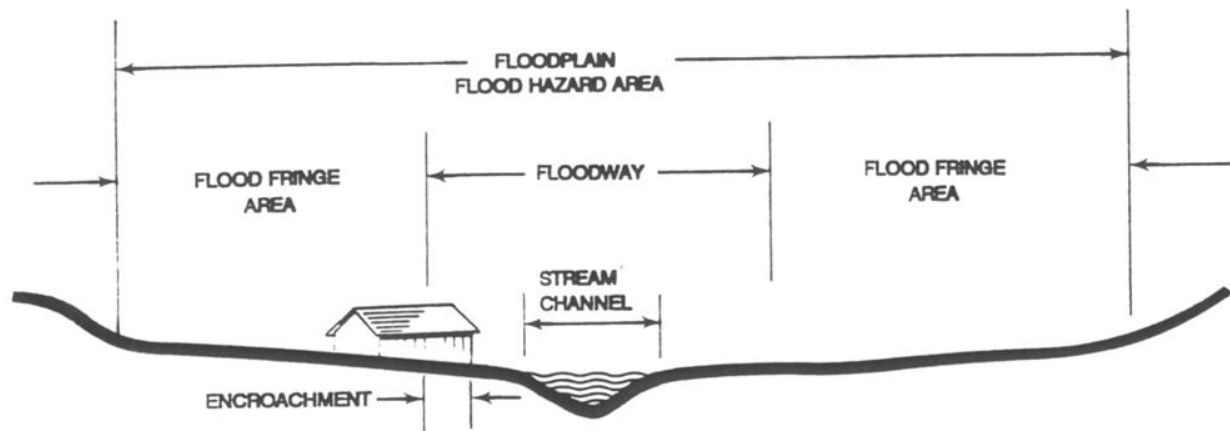 FLOODPLAIN
FLOOD HAZARD AREA
FLOOD FRINGE
AREA
FLOODWAY
FLOOD FRINGE
AREA
STREAM
CHANNEL
ENCROACHMENT